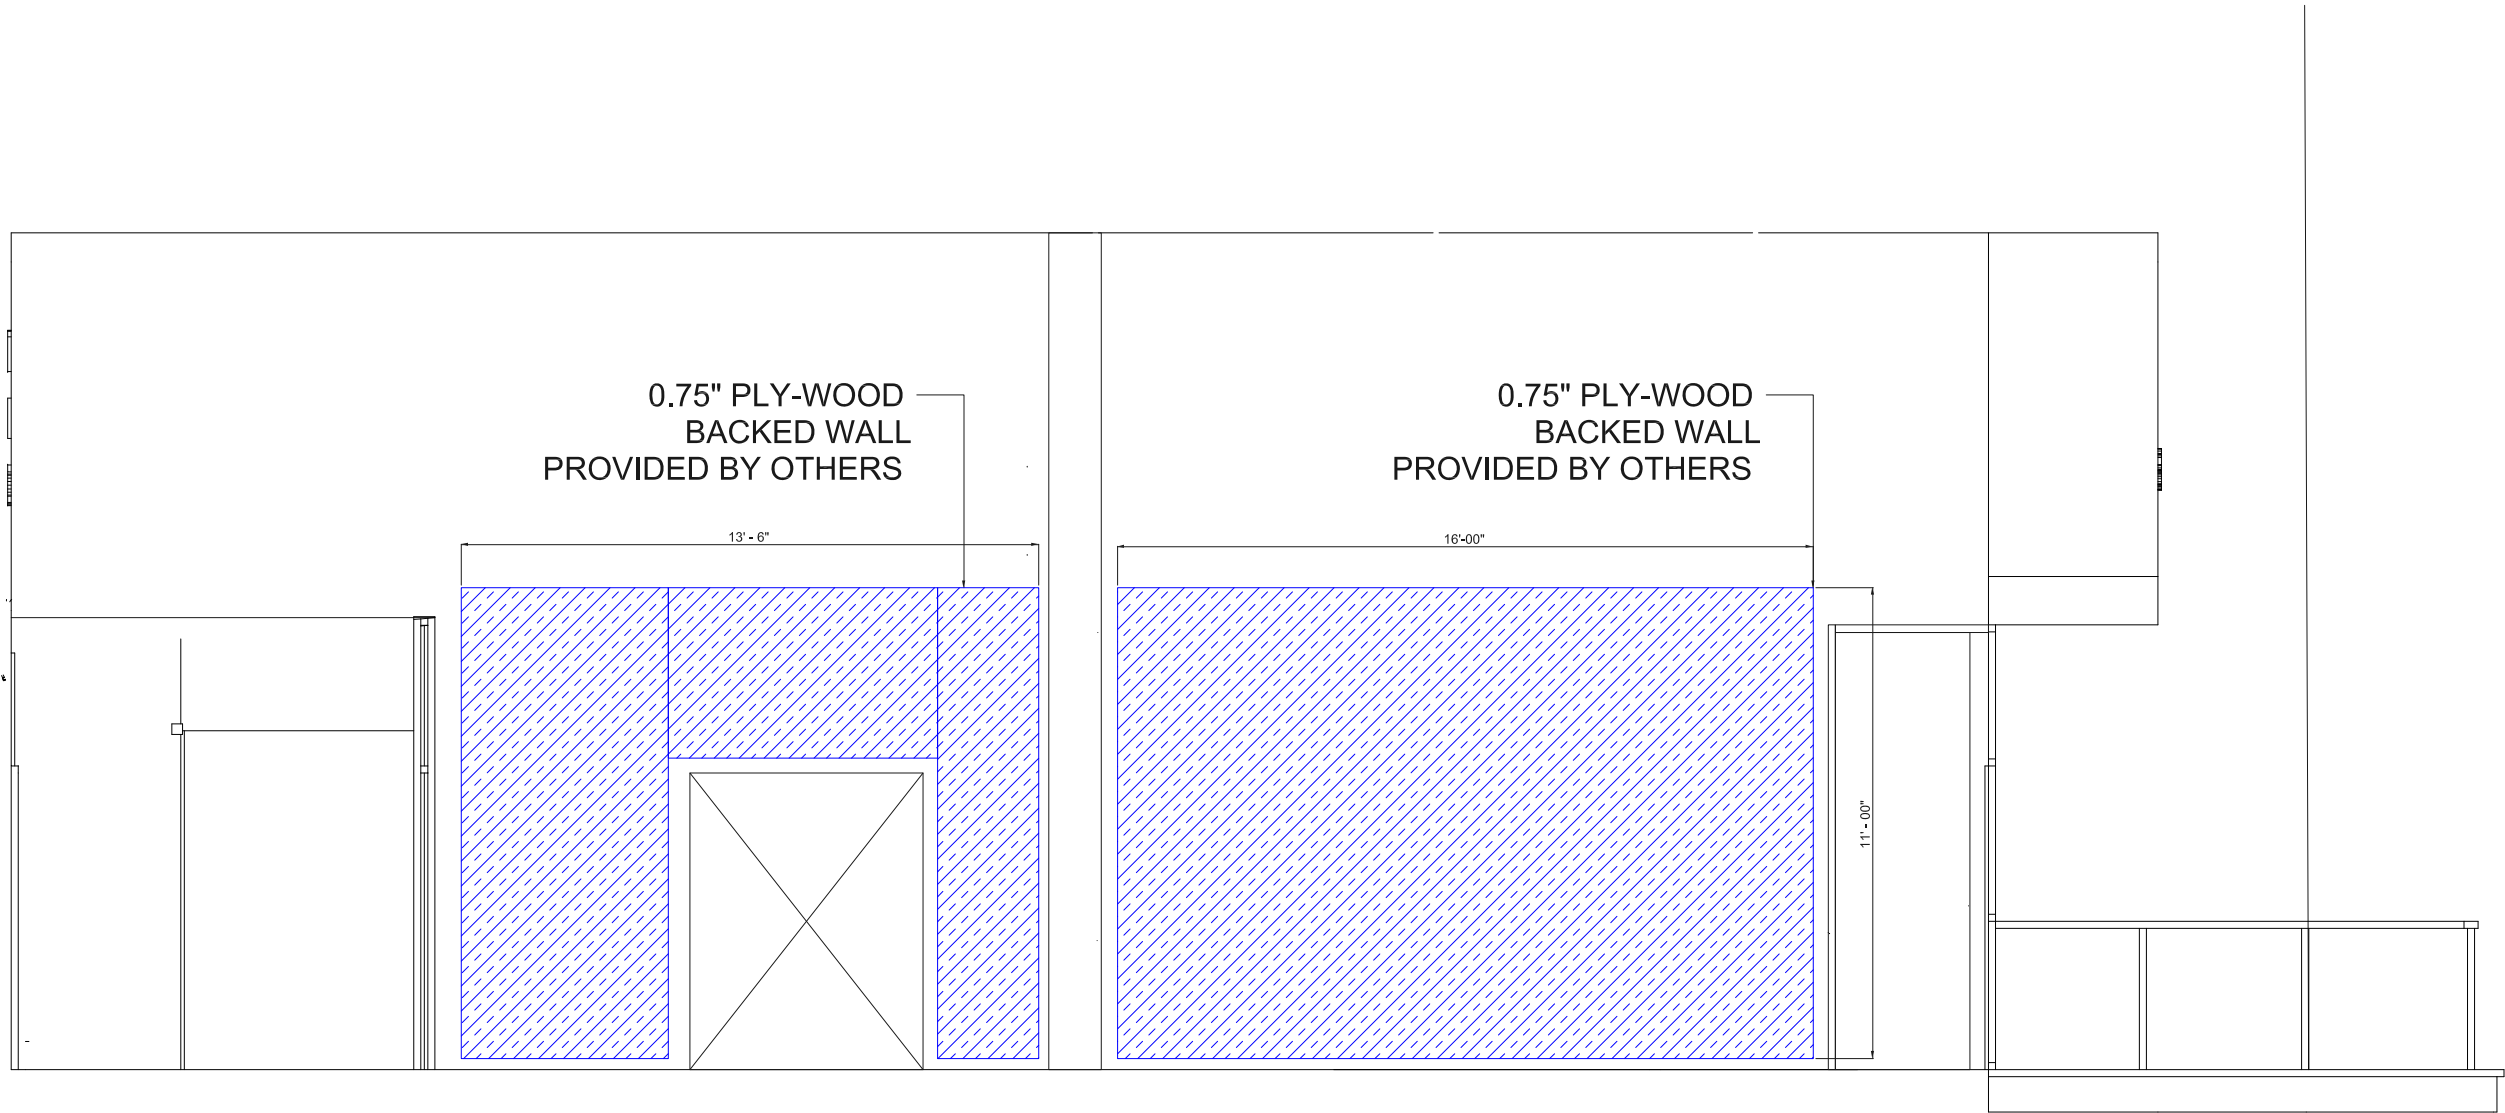 0.75" PLY-WOOD
BACKED WALL
PROVIDED BY OTHERS
0.75" PLY-WOOD
BACKED WALL
PROVIDED BY OTHERS
13' - 6"
16'-00"
11' - 00"